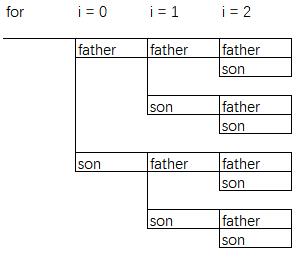 for i = 0 i = 1 i = 2
father father father
son
son father
son
son father father
son
son father
son